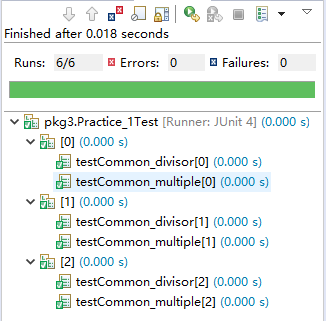 Finished after 0.018 seconds
Runs: 6/6 Errors: 0 Failures: 0
pkg3.Practice_1Test [Runner: JUnit 4] (0.000 s)
[0] (0.000 s)
testCommon_divisor[0] (0.000 s)
testCommon_multiple[0] (0.000 s)
[1] (0.000 s)
testCommon_divisor[1] (0.000 s)
testCommon_multiple[1] (0.000 s)
[2] (0.000 s)
testCommon_divisor[2] (0.000 s)
testCommon_multiple[2] (0.000 s)